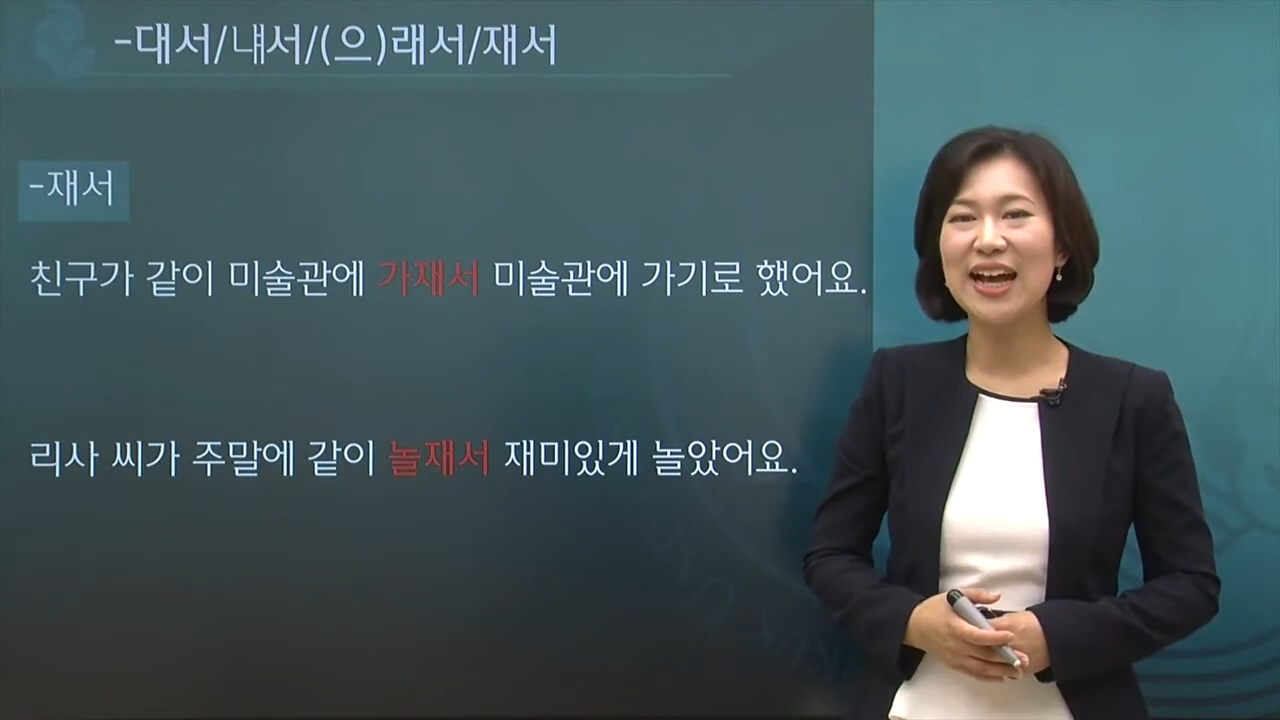 -대서/냬서/(으)래서/재서
-재서
친구가 같이 미술관에 가재서 미술관에 가기로 했어요.
리사 씨가 주말에 같이 놀재서 재미있게 놀았어요.